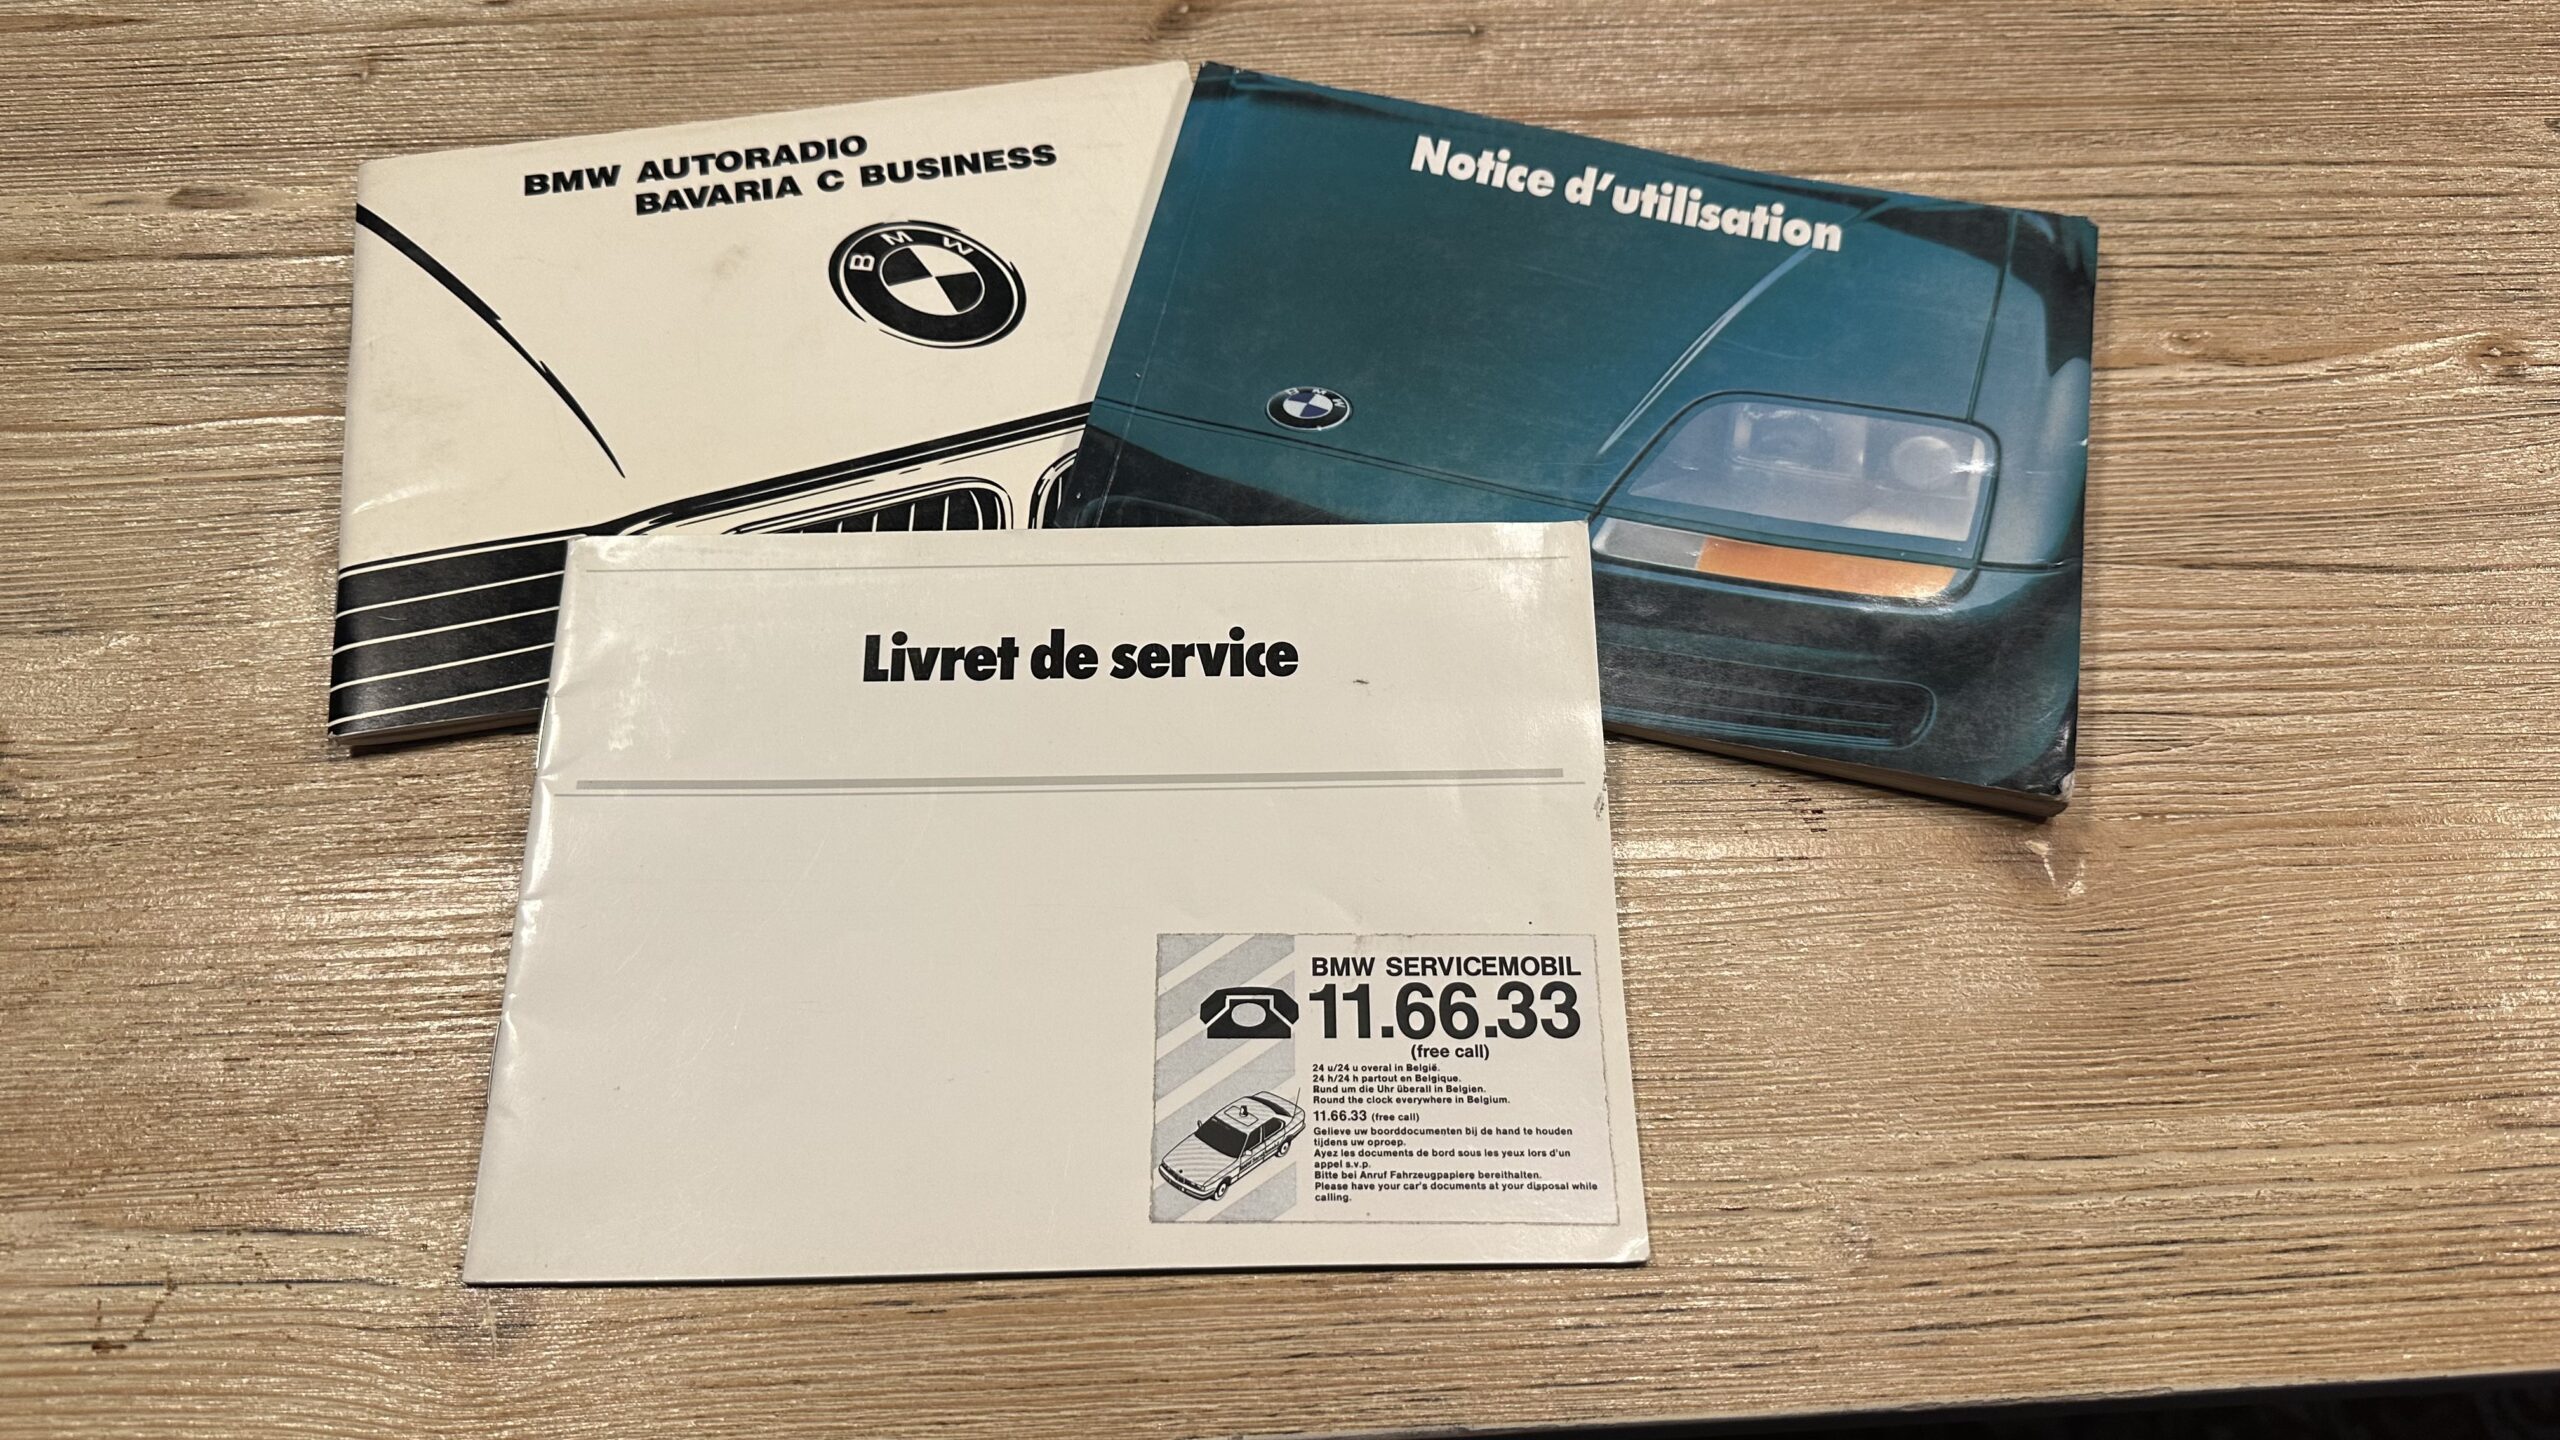 BMW AUTORADIO
BAVARIA C BUSINESS
BMW
Notice d'utilisation
BMW
Livret de service
BMW SERVICEMOBIL
11.66.33
(free call)
24 u/24 u overal in België.
24 h/24 h partout en Belgique.
Rund um die Uhr überall in Belgien.
Round the clock everywhere in Belgium.
11.66.33 (free call)
Gelieve uw boorddocumenten bij de hand te houden
tijdens uw oproep.
Ayez les documents de bord sous les yeux lors d'un
appel s.v.p.
Bitte bei Anruf Fahrzeugpapiere bereithalten.
Please have your car's documents at your disposal while
calling.